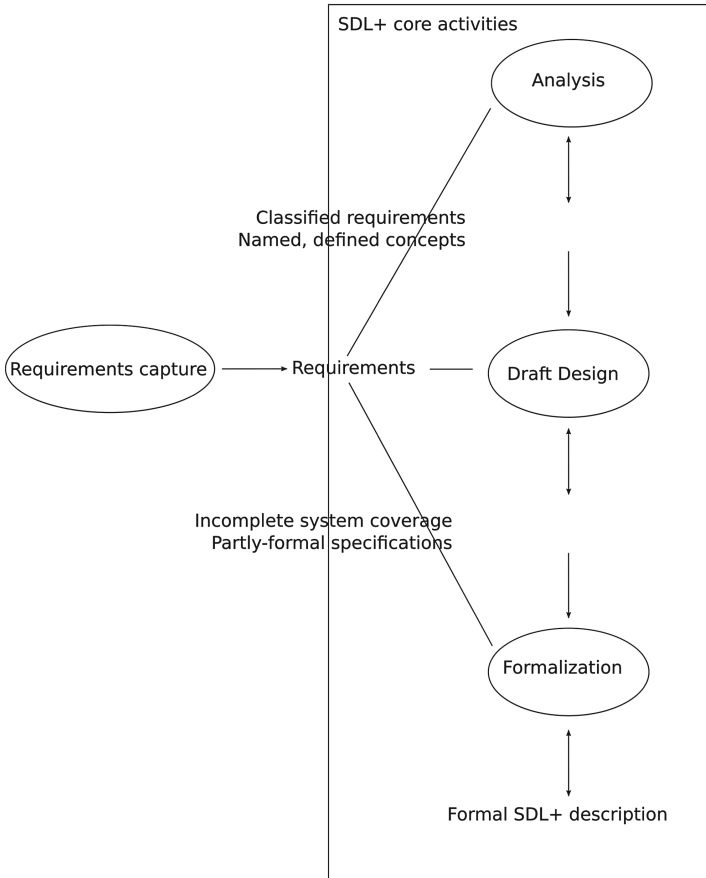 SDL+ core activities
Analysis
Classified requirements
Named, defined concepts
Requirements capture
Requirements
Draft Design
Incomplete system coverage
Partly-formal specifications
Formalization
Formal SDL+ description